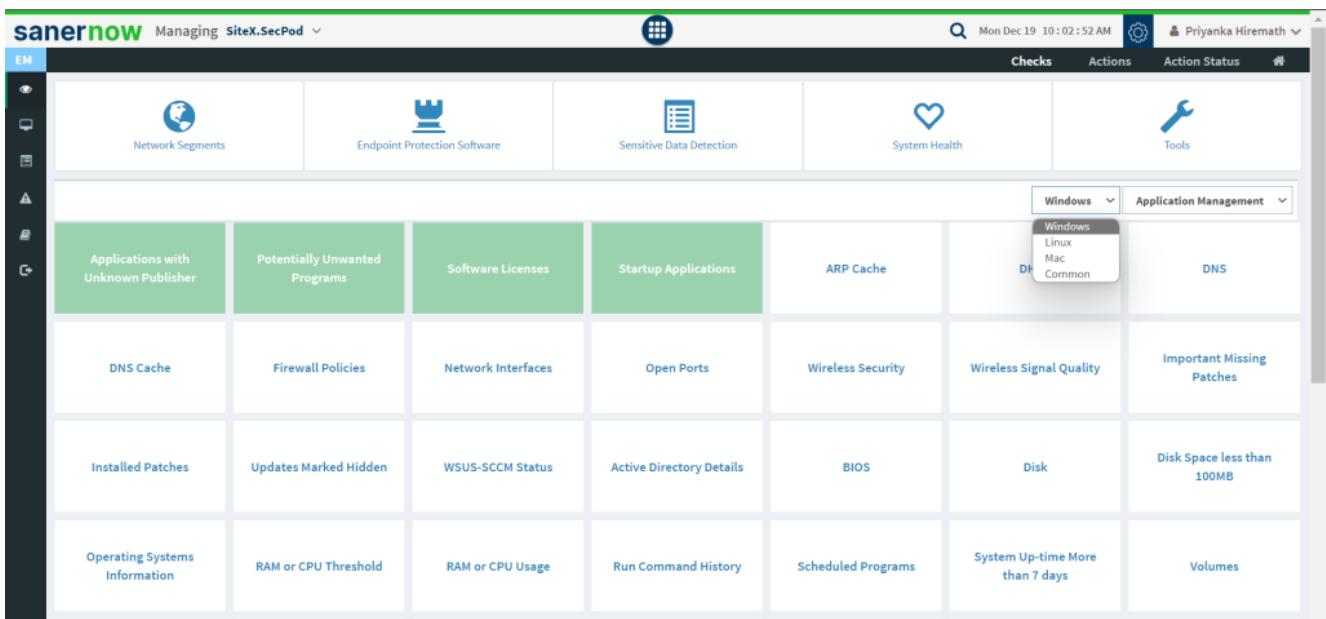 sanernow Managing SiteX.SecPod Mon Dec 19 10:02:52 AM Priyanka Hiremath
EM Checks Actions Action Status
Network Segments Endpoint Protection Software Sensitive Data Detection System Health Tools
Windows Application Management
Windows
Linux
Mac
Common
Applications with
Unknown Publisher
Potentially Unwanted
Programs
Software Licenses
Startup Applications
ARP Cache
DNS
DNS Cache
Firewall Policies
Network Interfaces
Open Ports
Wireless Security
Wireless Signal Quality
Important Missing
Patches
Installed Patches
Updates Marked Hidden
WSUS-SCCM Status
Active Directory Details
BIOS
Disk
Disk Space less than
100MB
Operating Systems
Information
RAM or CPU Threshold
RAM or CPU Usage
Run Command History
Scheduled Programs
System Up-time More
than 7 days
Volumes